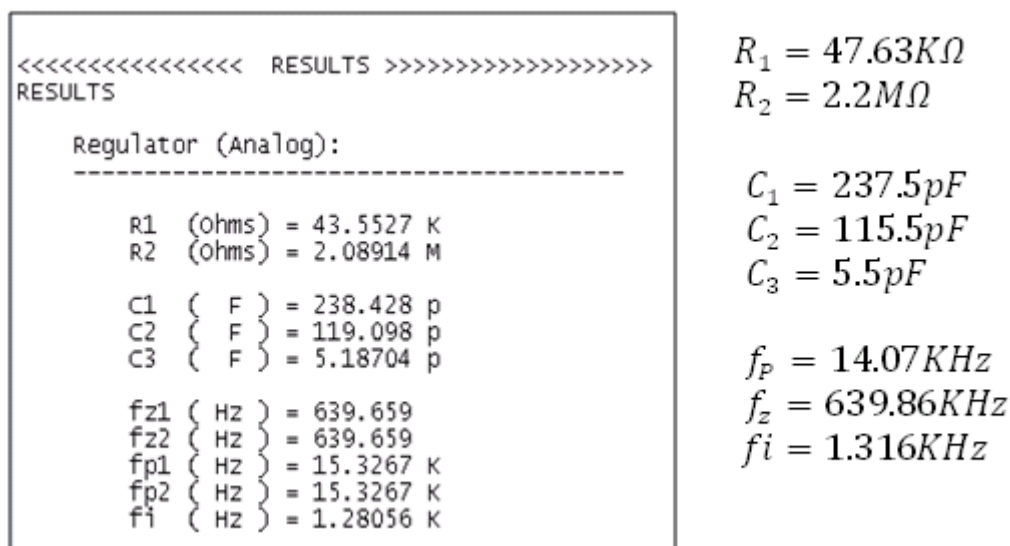 <<<<<<<<<<<<<<<< RESULTS >>>>>>>>>>>>>>>>>>>
RESULTS
Regulator (Analog):
---------------------------------------
R1 (Ohms) = 43.5527 K
R2 (Ohms) = 2.08914 M
C1 ( F ) = 238.428 p
C2 ( F ) = 119.098 p
C3 ( F ) = 5.18704 p
fz1 ( Hz ) = 639.659
fz2 ( Hz ) = 639.659
fp1 ( Hz ) = 15.3267 K
fp2 ( Hz ) = 15.3267 K
fi ( Hz ) = 1.28056 K
R₁ = 47.63KΩ
R₂ = 2.2MΩ
C₁ = 237.5pF
C₂ = 115.5pF
C₃ = 5.5pF
f_P = 14.07KHz
f_z = 639.86KHz
fi = 1.316KHz